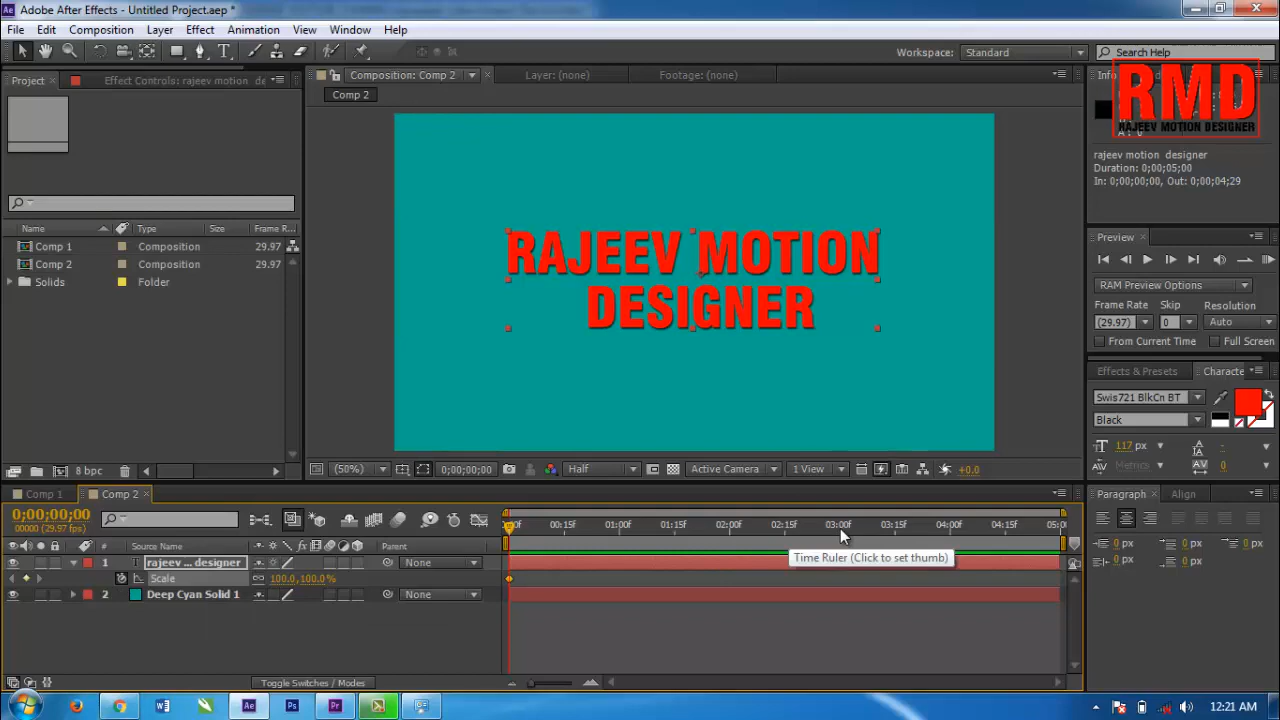 Adobe After Effects - Untitled Project.aep *
File Edit Composition Layer Effect Animation View Window Help
Workspace: Standard Search Help
Project Effect Controls: rajeev motion de
Composition: Comp 2 Layer: (none) Footage: (none)
Comp 2
RMD
RAJEEV MOTION DESIGNER
rajeev motion designer
Duration: 0;00;05;00
In: 0;00;00;00, Out: 0;00;04;29
Name Type Frame R...
Comp 1 Composition 29.97
Comp 2 Composition 29.97
Solids Folder
RAJEEV MOTION
DESIGNER
Preview
RAM Preview Options
Frame Rate Skip Resolution
(29.97) 0 Auto
From Current Time Full Screen
Effects & Presets Characte
Swis721 BlkCn BT
Black
117 px -
Metrics 0
8 bpc
(50%) 0;00;00;00 Half Active Camera 1 View +0.0
Comp 1 Comp 2
Paragraph Align
0 px 0 px 0 px
0 px 0 px
0;00;00;00
00000 (29.97 fps)
00f 00:15f 01:00f 01:15f 02:00f 02:15f 03:00f 03:15f 04:00f 04:15f 05:0
# Source Name Parent
1 rajeev ... designer None
Scale 100.0, 100.0 %
2 Deep Cyan Solid 1 None
Time Ruler (Click to set thumb)
Toggle Switches / Modes
12:21 AM